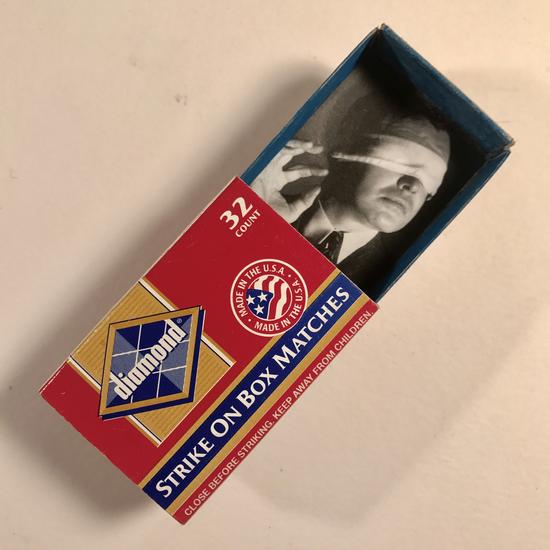 32
COUNT
MADE IN THE U.S.A. • MADE IN THE U.S.A. •
diamond®
STRIKE ON BOX MATCHES
CLOSE BEFORE STRIKING. KEEP AWAY FROM CHILDREN.